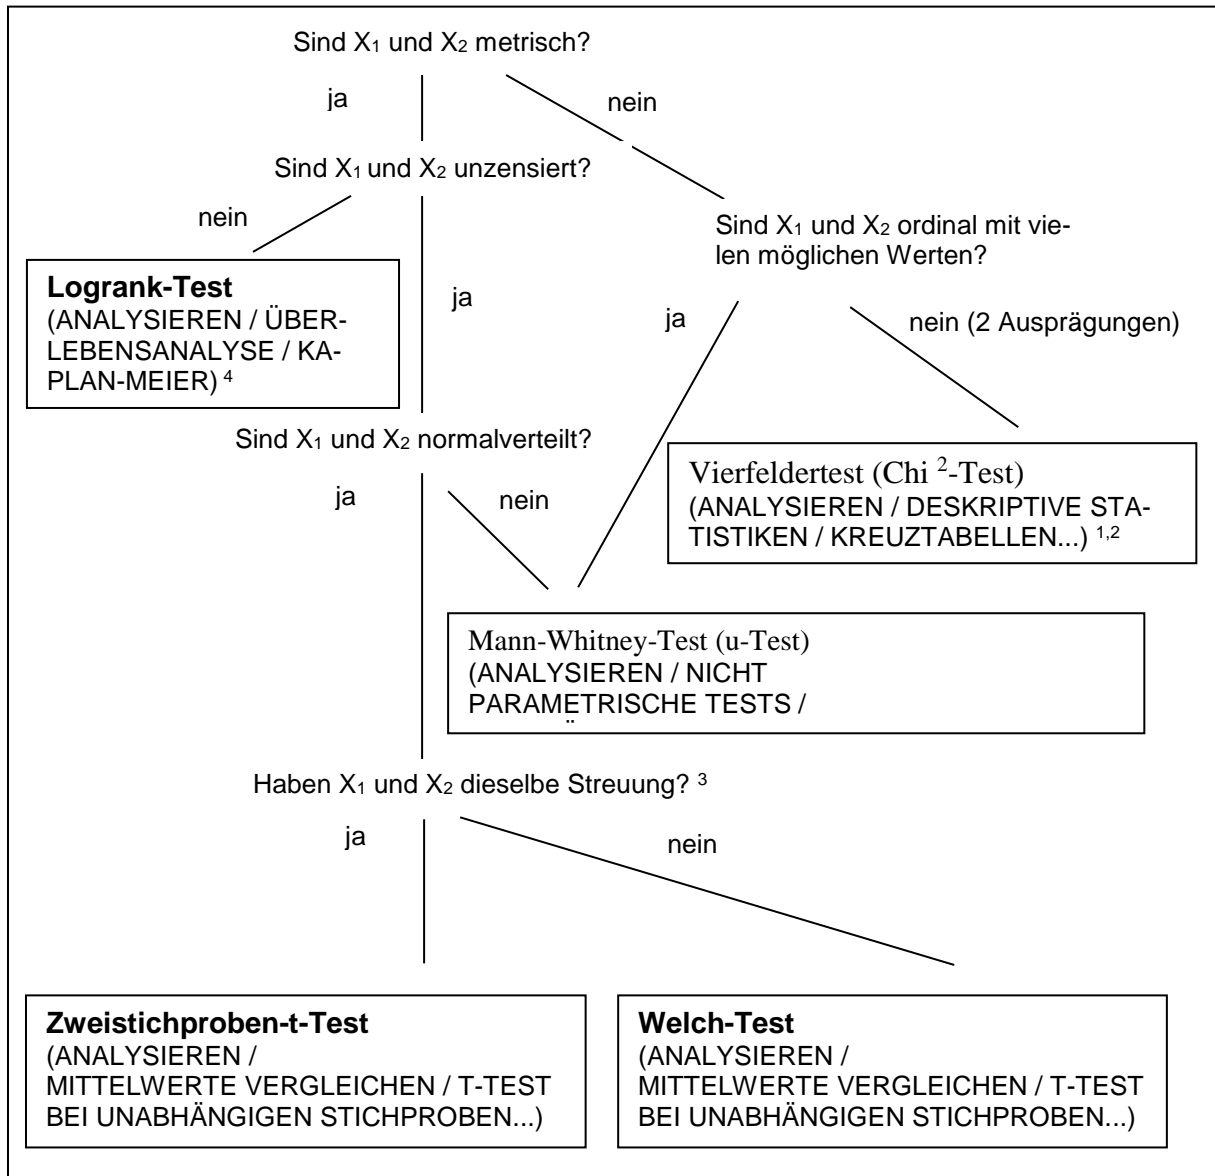 Sind X₁ und X₂ metrisch?
ja
nein
Sind X₁ und X₂ unzensiert?
nein
Sind X₁ und X₂ ordinal mit vie-
len möglichen Werten?
Logrank-Test
(ANALYSIEREN / ÜBER-
LEBENSANALYSE / KA-
PLAN-MEIER) ⁴
ja
ja
nein (2 Ausprägungen)
Sind X₁ und X₂ normalverteilt?
ja
nein
Vierfeldertest (Chi ²-Test)
(ANALYSIEREN / DESKRIPTIVE STA-
TISTIKEN / KREUZTABELLEN...) ¹,²
Mann-Whitney-Test (u-Test)
(ANALYSIEREN / NICHT
PARAMETRISCHE TESTS /
Haben X₁ und X₂ dieselbe Streuung? ³
ja
nein
Zweistichproben-t-Test
(ANALYSIEREN /
MITTELWERTE VERGLEICHEN / T-TEST
BEI UNABHÄNGIGEN STICHPROBEN...)
Welch-Test
(ANALYSIEREN /
MITTELWERTE VERGLEICHEN / T-TEST
BEI UNABHÄNGIGEN STICHPROBEN...)